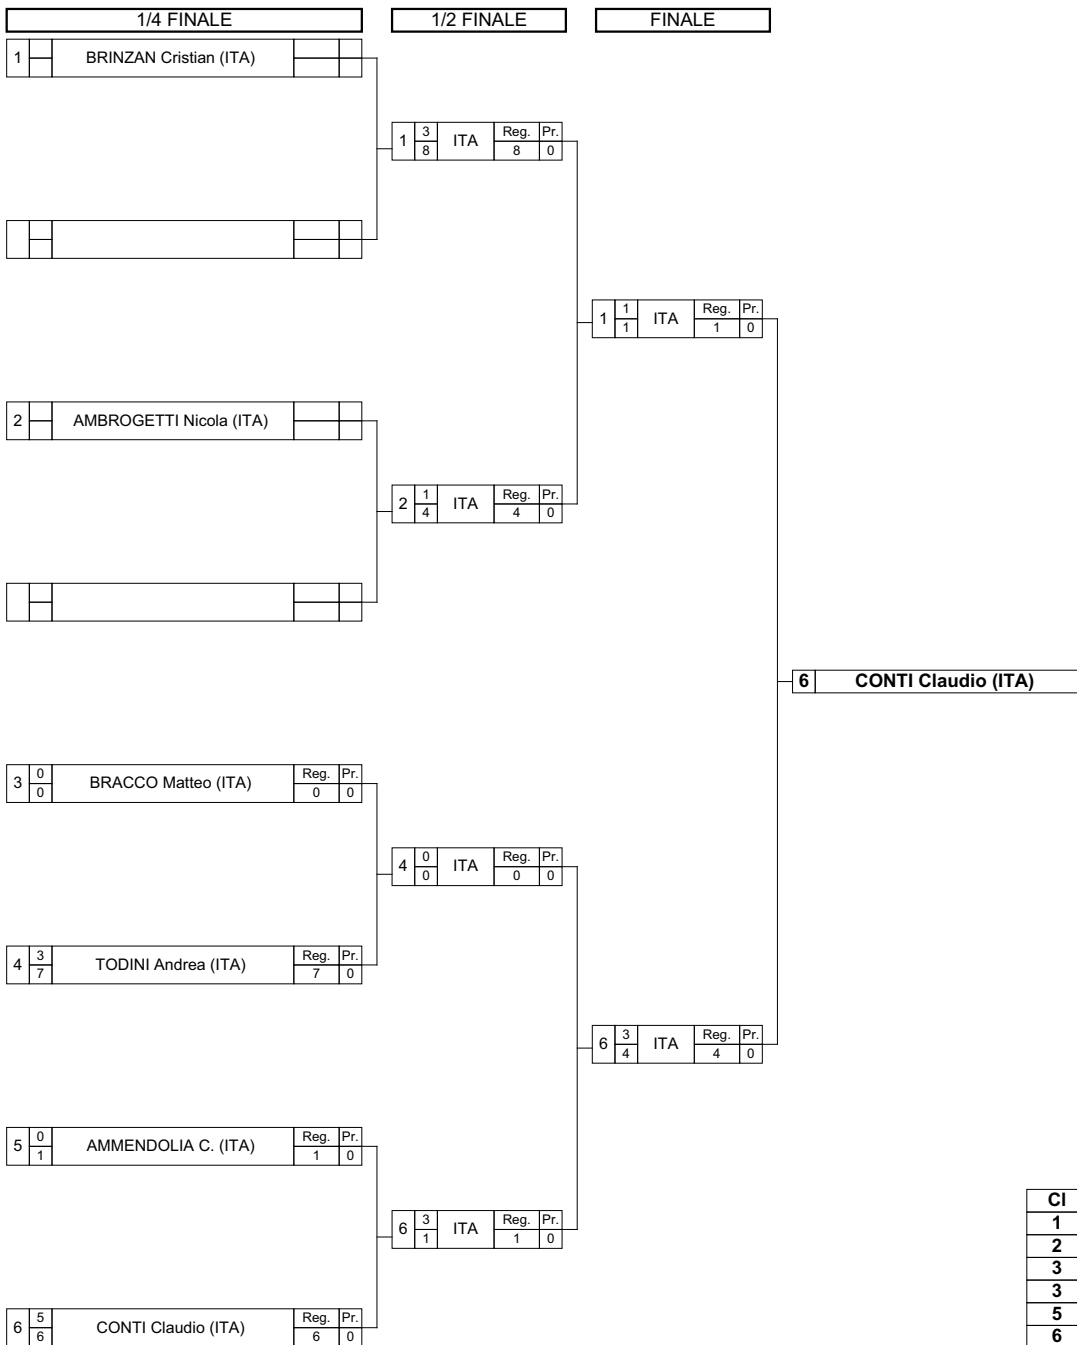 1/4 FINALE 1/2 FINALE FINALE
1 BRINZAN Cristian (ITA)
1 3 8 ITA Reg. Pr. 8 0
1 1 1 ITA Reg. Pr. 1 0
2 AMBROGETTI Nicola (ITA)
2 1 4 ITA Reg. Pr. 4 0
6 CONTI Claudio (ITA)
3 0 0 BRACCO Matteo (ITA) Reg. Pr. 0 0
4 0 0 ITA Reg. Pr. 0 0
4 3 7 TODINI Andrea (ITA) Reg. Pr. 7 0
6 3 4 ITA Reg. Pr. 4 0
5 0 1 AMMENDOLIA C. (ITA) Reg. Pr. 1 0
6 3 1 ITA Reg. Pr. 1 0
6 5 6 CONTI Claudio (ITA) Reg. Pr. 6 0
Cl
1
2
3
3
5
6